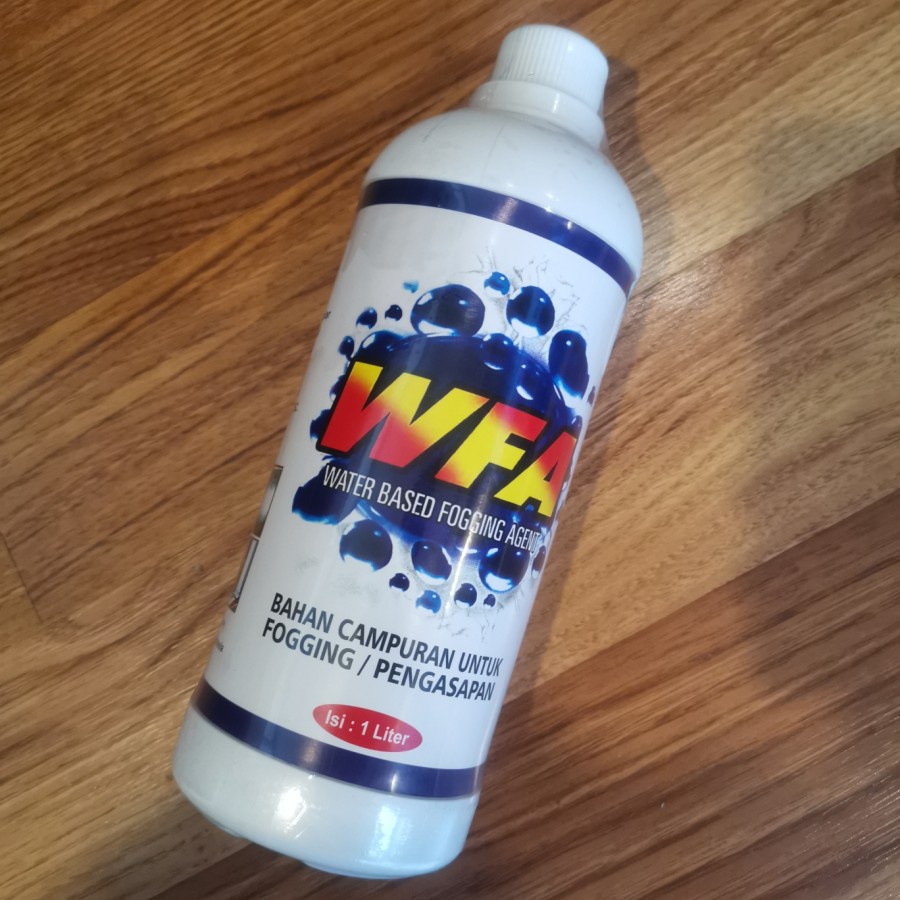 WFA
WATER BASED FOGGING AGENT
BAHAN CAMPURAN UNTUK
FOGGING / PENGASAPAN
Isi : 1 Liter